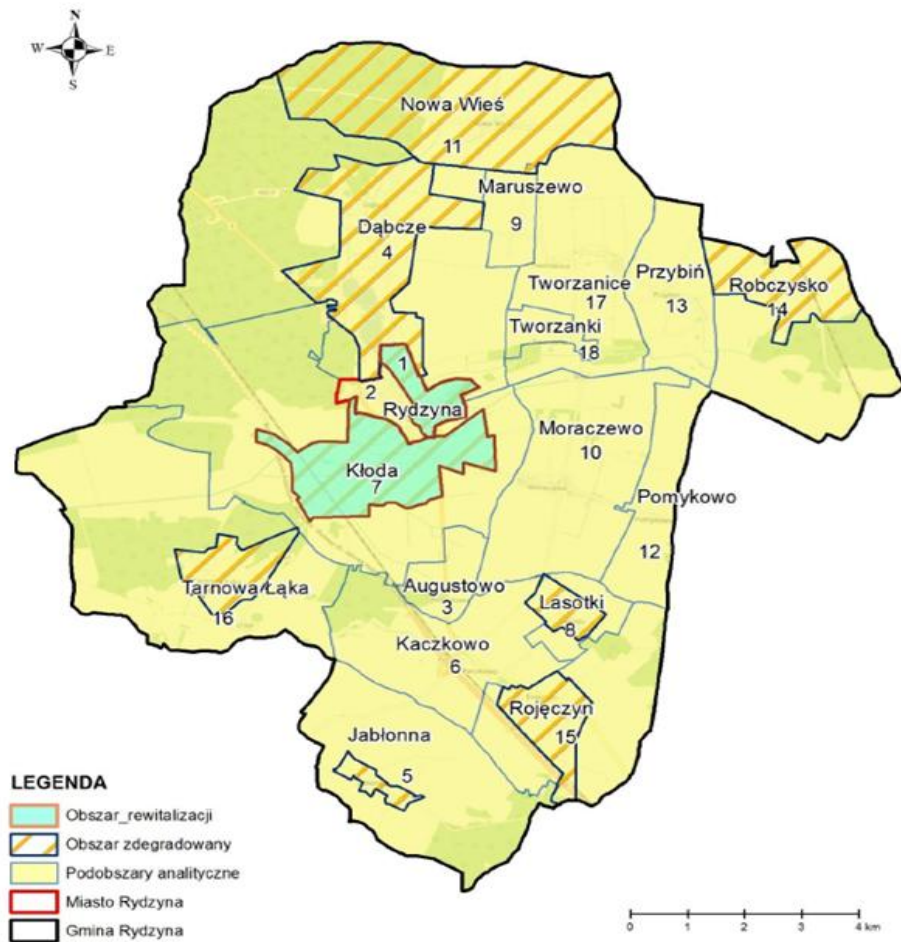 N
W E
S
Nowa Wieś
11
Maruszewo
9
Dąbcze
4
Przybiń
13
Robczysko
14
Tworzanice
17
Tworzanki
18
1
2
Rydzyna
Moraczewo
10
Kłoda
7
Pomykowo
12
Tarnowa Łąka
16
Augustowo
3
Lasotki
8
Kaczkowo
6
Rojęczyn
15
Jabłonna
5
LEGENDA
Obszar_rewitalizacji
Obszar zdegradowany
Podobszary analityczne
Miasto Rydzyna
Gmina Rydzyna
0 1 2 3 4 km